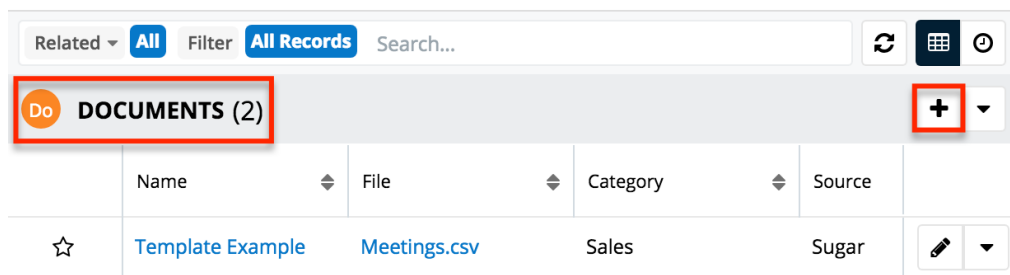 Related All Filter All Records Search...
Do DOCUMENTS (2)
Name File Category Source
Template Example Meetings.csv Sales Sugar